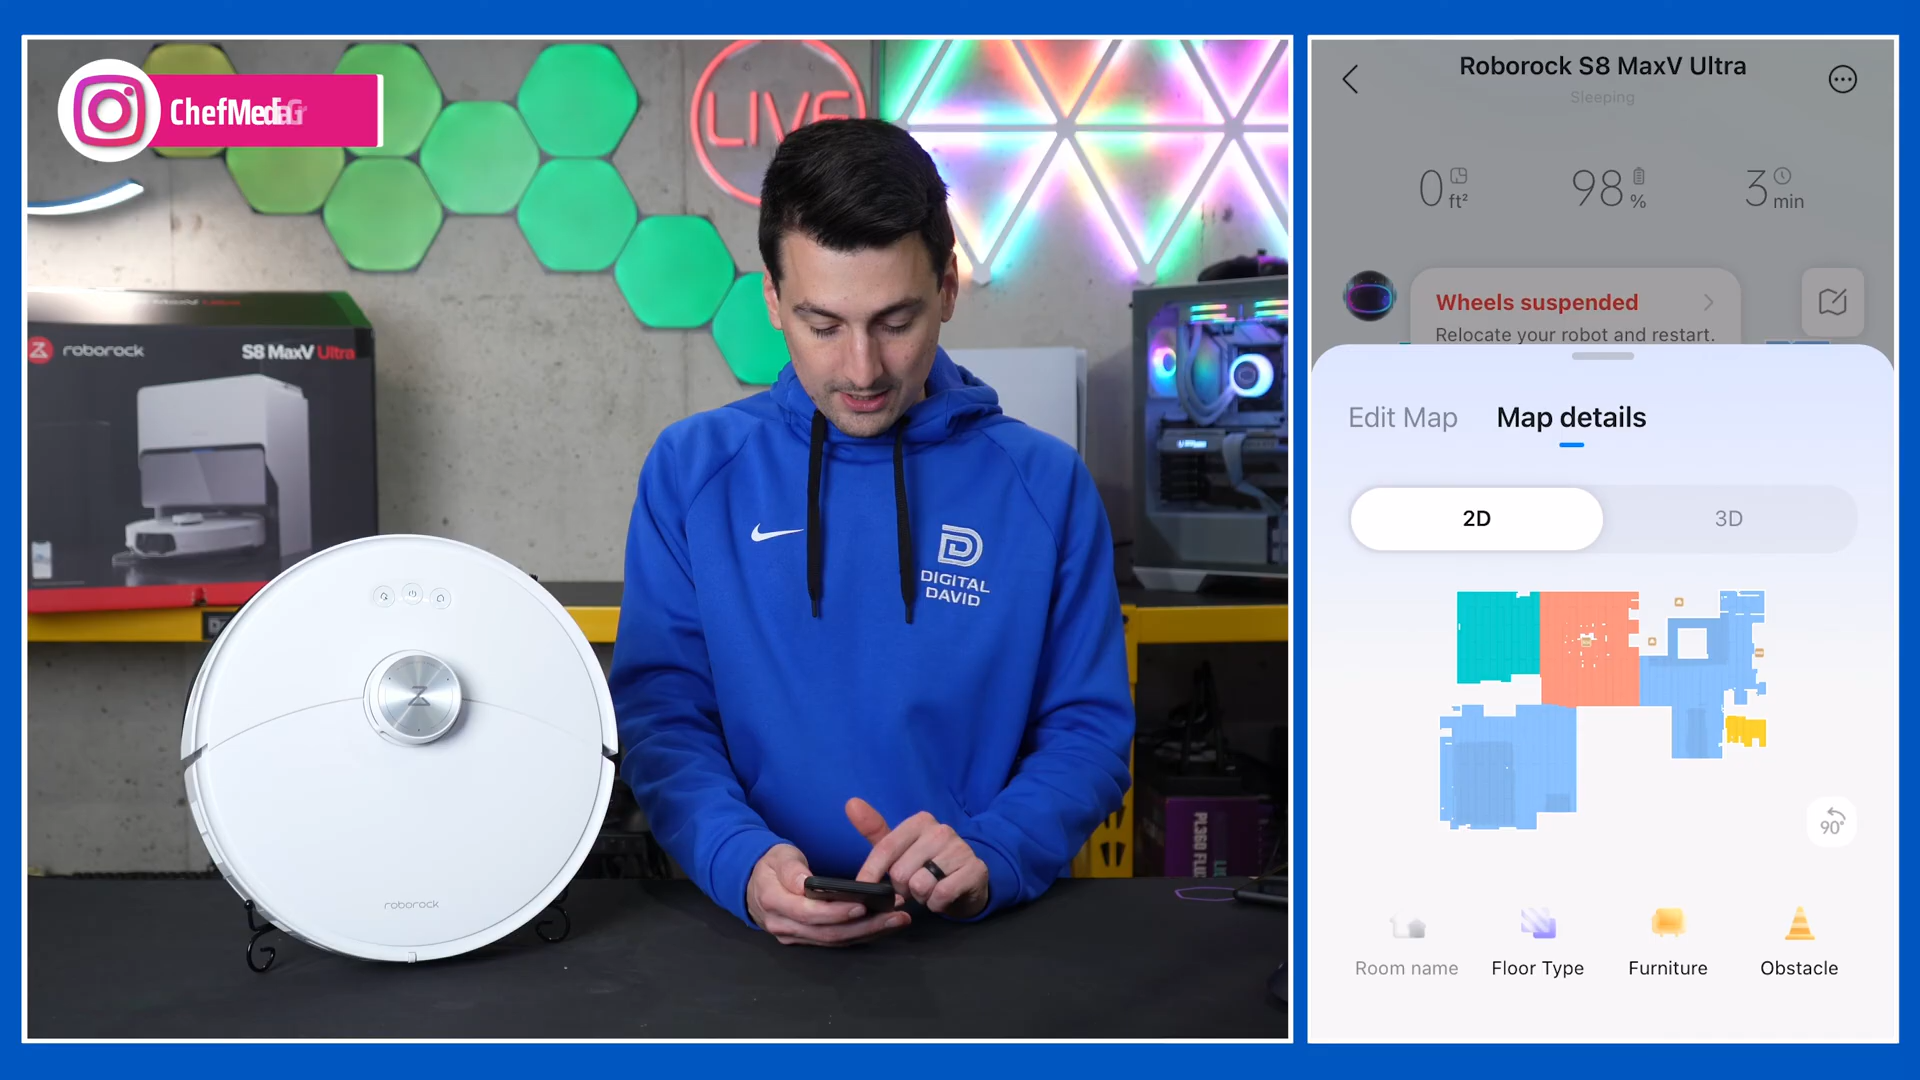 ChefMedia
LIVE
roborock
S8 MaxV Ultra
DIGITAL
DAVID
roborock
Roborock S8 MaxV Ultra
Sleeping
0 ft²
98 %
3 min
Wheels suspended
Relocate your robot and restart.
Edit Map
Map details
2D
3D
90°
Room name
Floor Type
Furniture
Obstacle